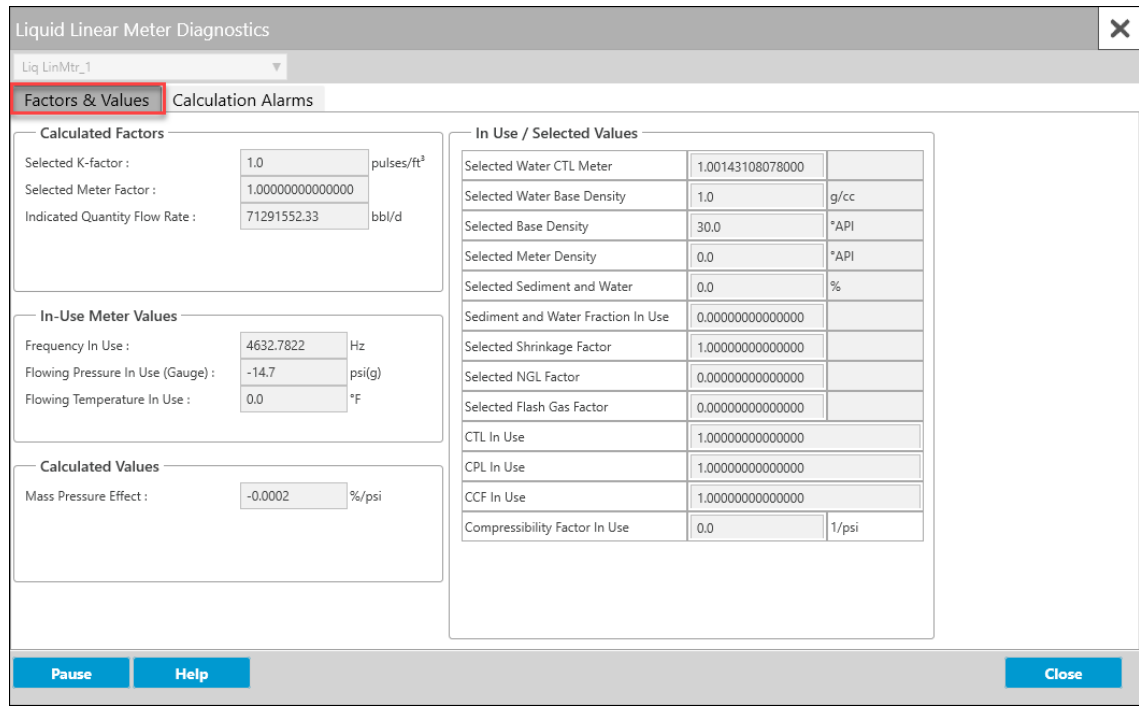 Liquid Linear Meter Diagnostics
Liq LinMtr_1
Factors & Values Calculation Alarms
Calculated Factors
Selected K-factor : 1.0 pulses/ft³
Selected Meter Factor : 1.00000000000000
Indicated Quantity Flow Rate : 71291552.33 bbl/d
In-Use Meter Values
Frequency In Use : 4632.7822 Hz
Flowing Pressure In Use (Gauge) : -14.7 psi(g)
Flowing Temperature In Use : 0.0 °F
Calculated Values
Mass Pressure Effect : -0.0002 %/psi
In Use / Selected Values
Selected Water CTL Meter 1.00143108078000
Selected Water Base Density 1.0 g/cc
Selected Base Density 30.0 °API
Selected Meter Density 0.0 °API
Selected Sediment and Water 0.0 %
Sediment and Water Fraction In Use 0.00000000000000
Selected Shrinkage Factor 1.00000000000000
Selected NGL Factor 0.00000000000000
Selected Flash Gas Factor 0.00000000000000
CTL In Use 1.00000000000000
CPL In Use 1.00000000000000
CCF In Use 1.00000000000000
Compressibility Factor In Use 0.0 1/psi
Pause Help Close